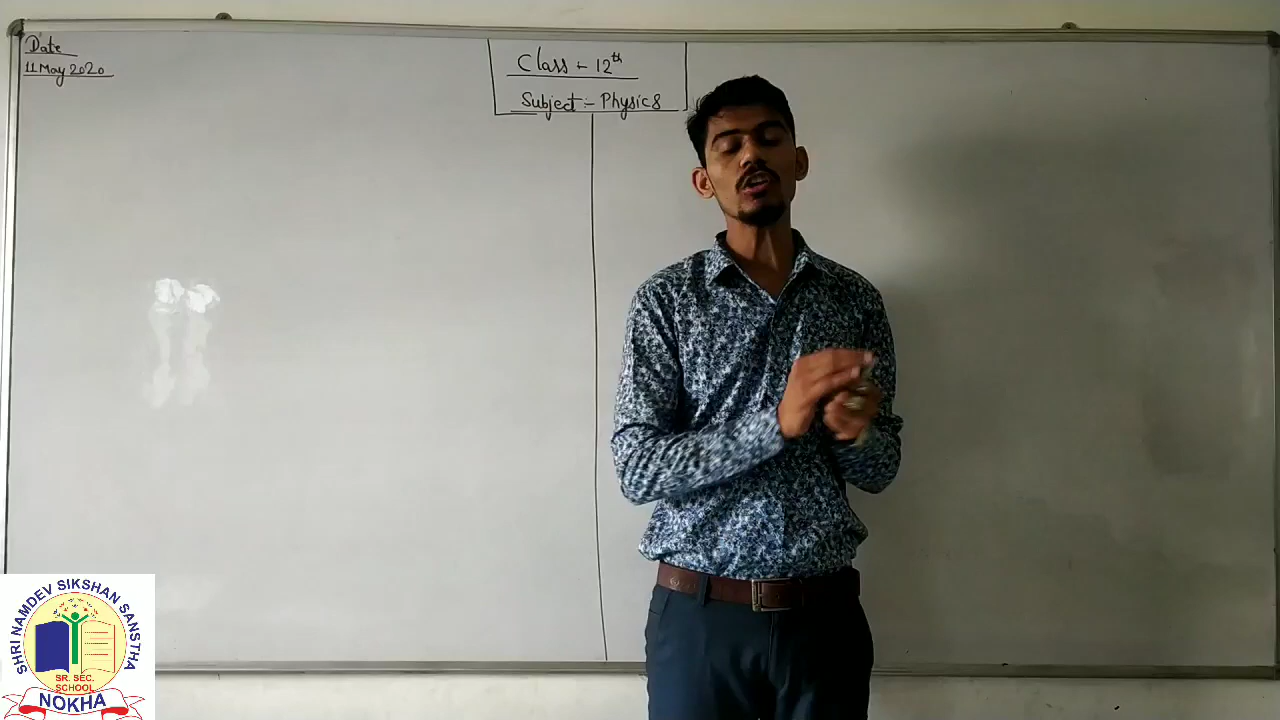 Date
11 May 2020
Class - 12th
Subject :- Physics
SHRI NAMDEV SIKSHAN SANSTHA
SR. SEC.
SCHOOL
NOKHA